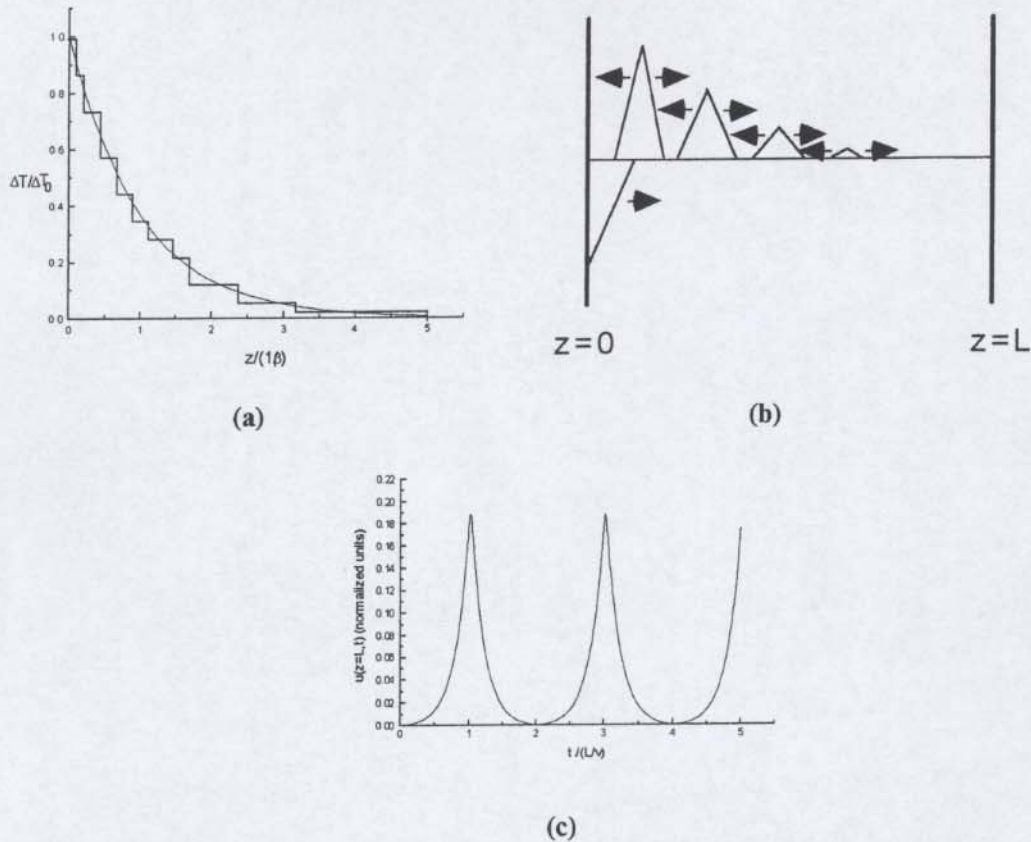 1.0
0.8
0.6
ΔT/ΔT0
0.4
0.2
0.0
0 1 2 3 4 5
z/(1β)
(a)
z=0 z=L
(b)
u(z=L,t) (normalized units)
0.22
0.20
0.18
0.16
0.14
0.12
0.10
0.08
0.06
0.04
0.02
0.00
0 1 2 3 4 5
t/(L/v)
(c)